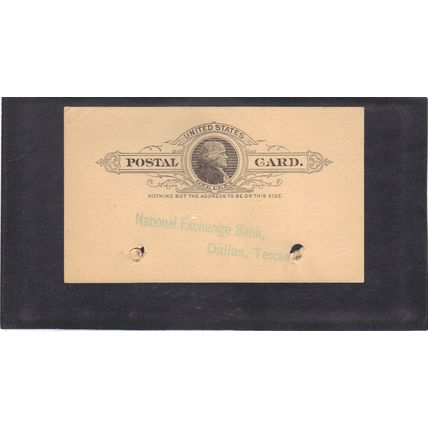 UNITED STATES
POSTAL CARD.
ONE CENT
NOTHING BUT THE ADDRESS TO BE ON THIS SIDE.
National Exchange Bank,
Dallas, Texas